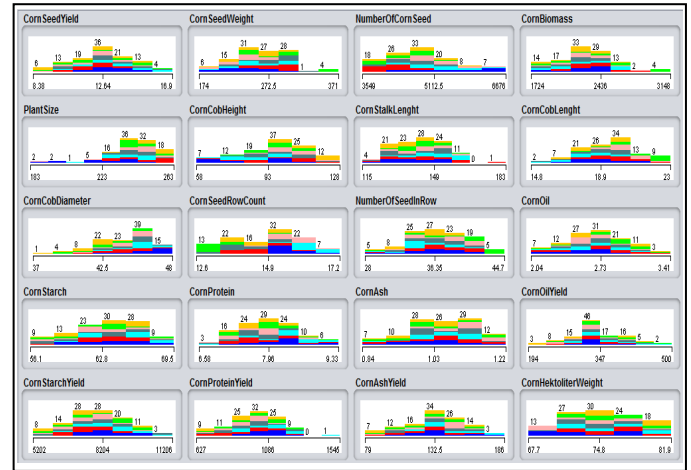 CornSeedYield
6 13 19 36 21 13 4
8.38 12.64 16.9
CornSeedWeight
6 15 31 27 28 1 4
174 272.5 371
NumberOfCornSeed
18 26 33 20 8 7
3549 5112.5 6676
CornBiomass
14 17 33 29 13 2 4
1724 2436 3148
PlantSize
2 2 1 5 16 36 32 18
183 223 263
CornCobHeight
7 12 19 37 25 12
58 93 128
CornStalkLenght
4 21 23 28 24 11 0 1
115 149 183
CornCobLenght
2 7 21 26 34 13 9
14.8 18.9 23
CornCobDiameter
1 4 8 22 23 39 15
37 42.5 48
CornSeedRowCount
13 22 16 32 22 7
12.6 14.9 17.2
NumberOfSeedInRow
5 8 25 27 23 19 5
28 36.35 44.7
CornOil
7 12 27 31 21 11 3
2.04 2.73 3.41
CornStarch
9 13 23 30 28 9
56.1 62.8 69.5
CornProtein
3 16 24 29 24 10 6
6.58 9.33
CornAsh
7 10 28 26 29 12
0.84 1.03 1.22
CornOilYield
3 8 15 46 17 16 5 2
194 347 500
CornStarchYield
8 14 28 28 20 11 3
5202 8204 11206
CornProteinYield
9 11 25 32 25 9 0 1
627 1086 1545
CornAshYield
7 12 16 34 26 14 3
79 132.5 186
CornHektoliterWeight
13 27 30 24 18
67.7 74.8 81.9